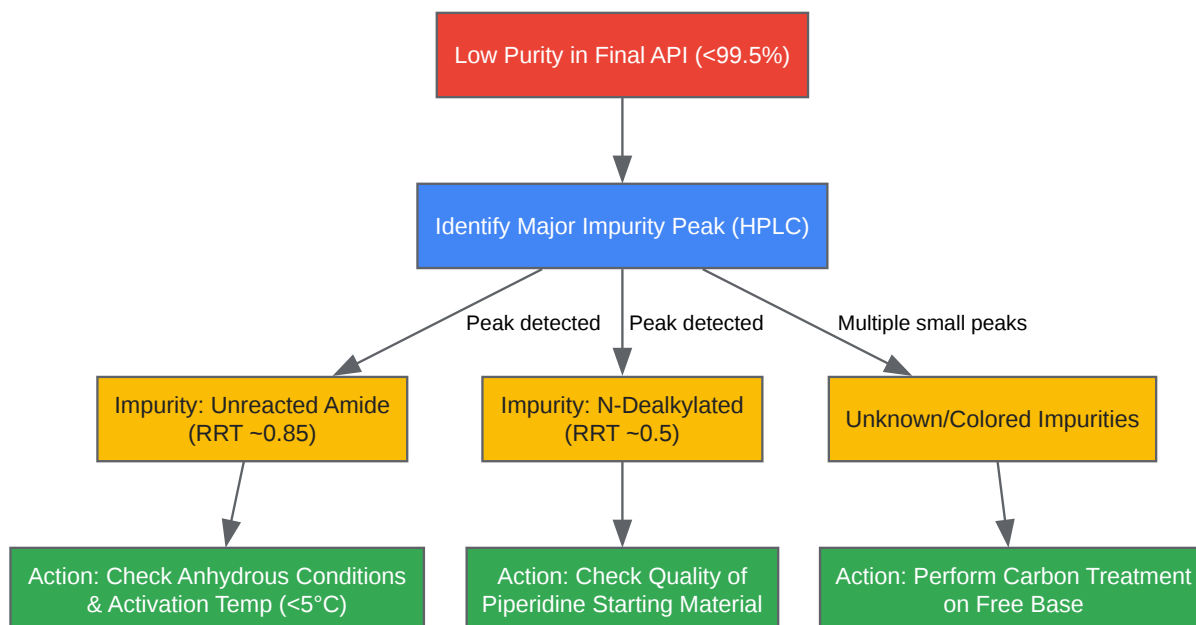 Low Purity in Final API (<99.5%)
Identify Major Impurity Peak (HPLC)
Peak detected
Peak detected
Multiple small peaks
Impurity: Unreacted Amide
(RRT ~0.85)
Impurity: N-Dealkylated
(RRT ~0.5)
Unknown/Colored Impurities
Action: Check Anhydrous Conditions
& Activation Temp (<5°C)
Action: Check Quality of
Piperidine Starting Material
Action: Perform Carbon Treatment
on Free Base